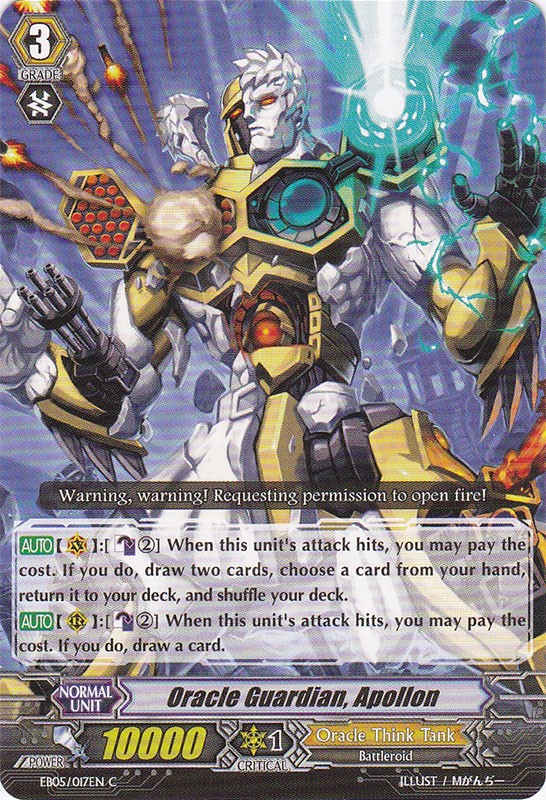 3
GRADE
Warning, warning! Requesting permission to open fire!
AUTO【V】:[②] When this unit's attack hits, you may pay the
cost. If you do, draw two cards, choose a card from your hand,
return it to your deck, and shuffle your deck.
AUTO【R】:[②] When this unit's attack hits, you may pay the
cost. If you do, draw a card.
NORMAL
UNIT
Oracle Guardian, Apollon
POWER
10000
1
CRITICAL
Oracle Think Tank
Battleroid
EB05/017EN C
ILLUST / Mがんぢー